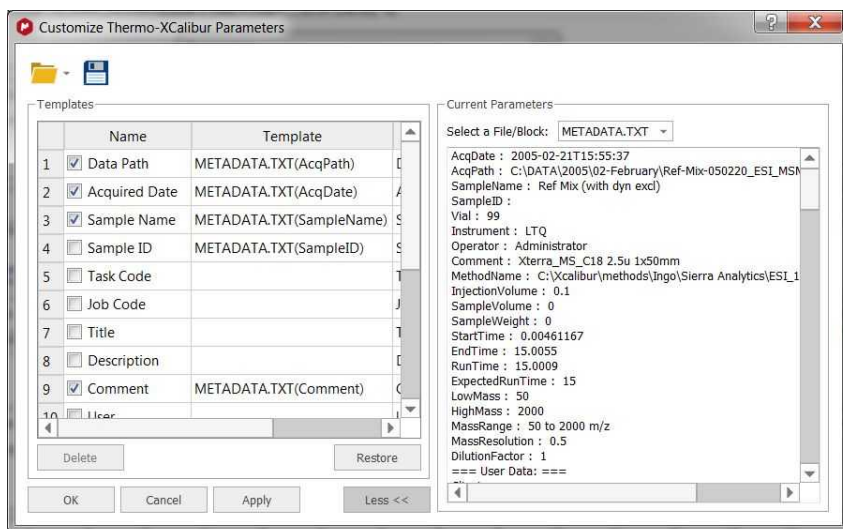 Customize Thermo-XCalibur Parameters
Templates
Name Template
1 Data Path METADATA.TXT(AcqPath)
2 Acquired Date METADATA.TXT(AcqDate)
3 Sample Name METADATA.TXT(SampleName)
4 Sample ID METADATA.TXT(SampleID)
5 Task Code
6 Job Code
7 Title
8 Description
9 Comment METADATA.TXT(Comment)
10 User
Delete Restore
OK Cancel Apply Less <<
Current Parameters
Select a File/Block: METADATA.TXT
AcqDate : 2005-02-21T15:55:37
AcqPath : C:\DATA\2005\02-February\Ref-Mix-050220_ESI_MSN
SampleName : Ref Mix (with dyn excl)
SampleID :
Vial : 99
Instrument : LTQ
Operator : Administrator
Comment : Xterra_MS_C18 2.5u 1x50mm
MethodName : C:\Xcalibur\methods\Ingo\Sierra Analytics\ESI_1
InjectionVolume : 0.1
SampleVolume : 0
SampleWeight : 0
StartTime : 0.00461167
EndTime : 15.0055
RunTime : 15.0009
ExpectedRunTime : 15
LowMass : 50
HighMass : 2000
MassRange : 50 to 2000 m/z
MassResolution : 0.5
DilutionFactor : 1
=== User Data: ===